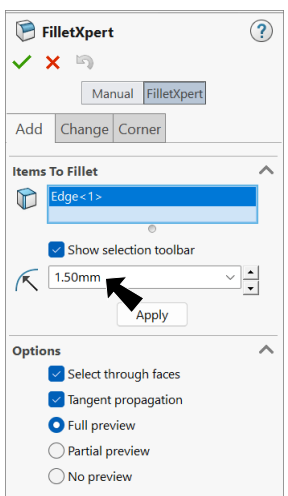 FilletXpert
?
Manual FilletXpert
Add Change Corner
Items To Fillet
Edge<1>
Show selection toolbar
1.50mm
Apply
Options
Select through faces
Tangent propagation
Full preview
Partial preview
No preview